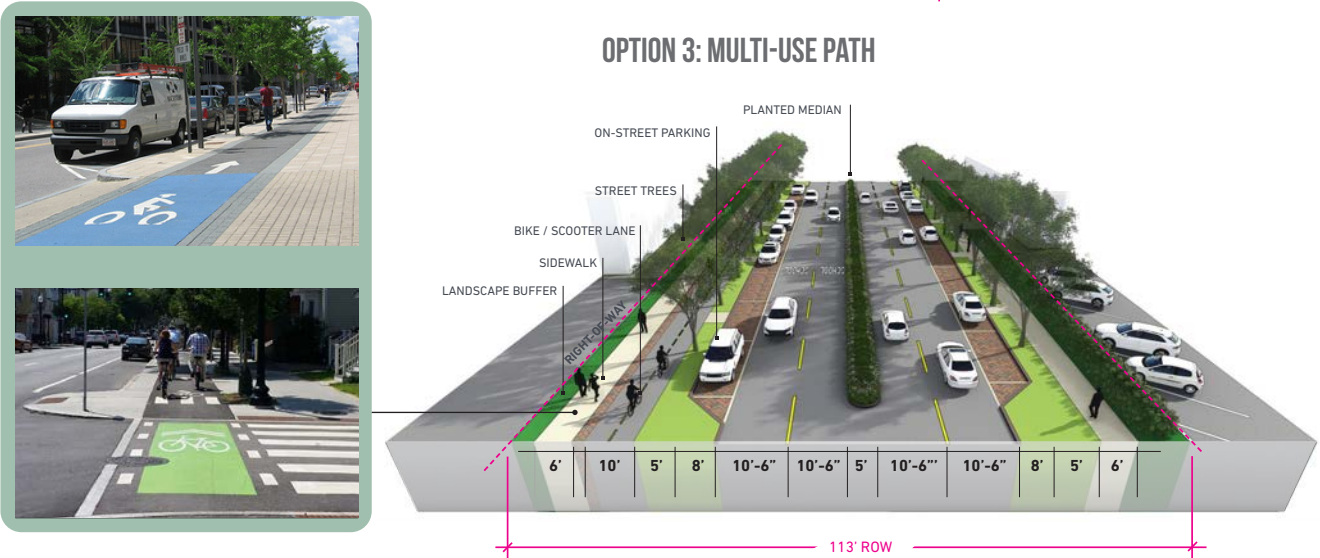 OPTION 3: MULTI-USE PATH
PLANTED MEDIAN
ON-STREET PARKING
STREET TREES
BIKE / SCOOTER LANE
SIDEWALK
LANDSCAPE BUFFER
RIGHT-OF-WAY
6’ 10’ 5’ 8’ 10’-6” 10’-6” 5’ 10’-6”’ 10’-6” 8’ 5’ 6’
113’ ROW